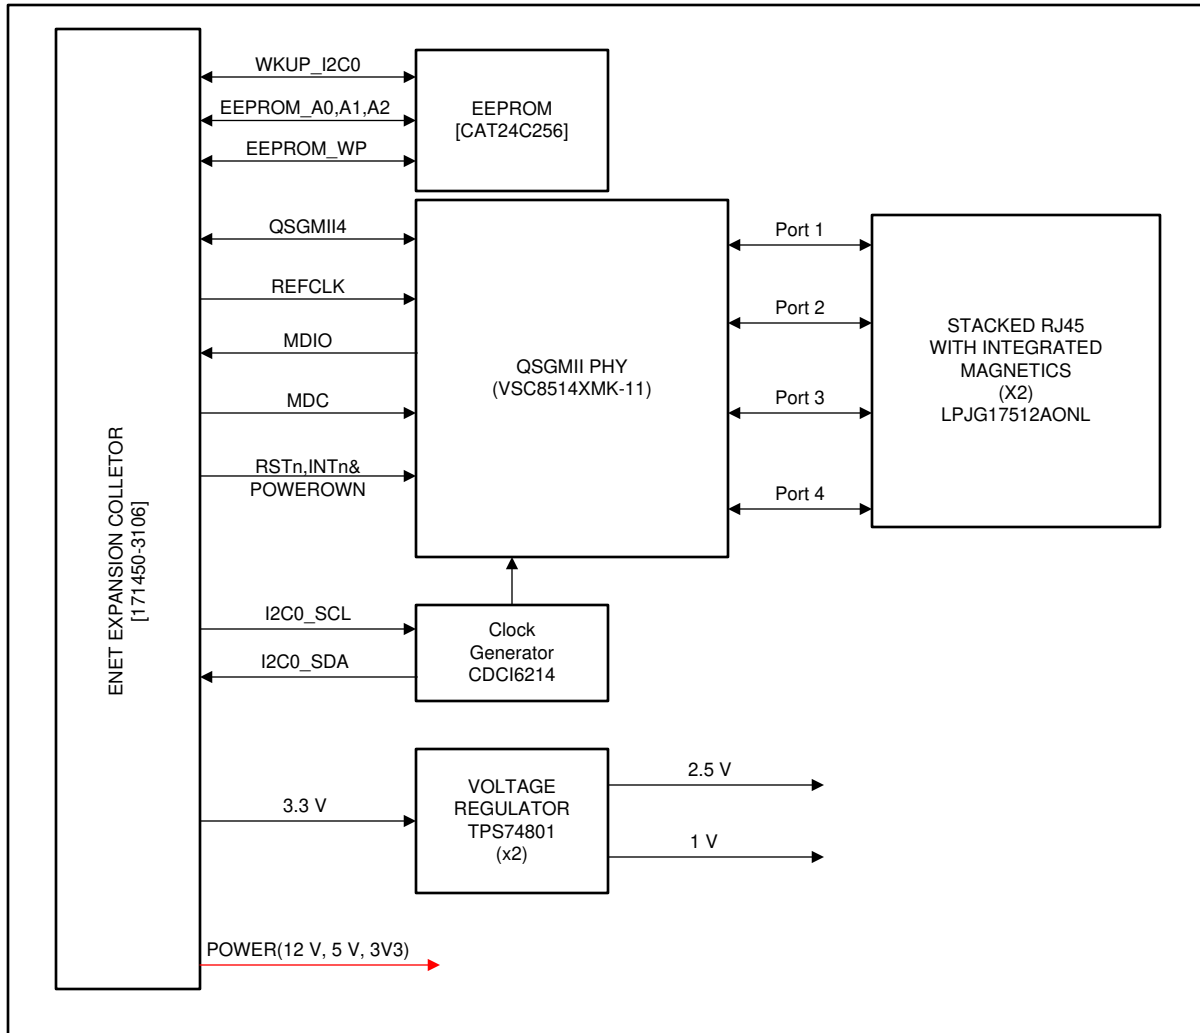 WKUP_I2C0
EEPROM_A0,A1,A2
EEPROM_WP
EEPROM
[CAT24C256]
QSGMII4
REFCLK
MDIO
MDC
RSTn,INTn&
POWEROWN
QSGMII PHY
(VSC8514XMK-11)
Port 1
Port 2
Port 3
Port 4
STACKED RJ45
WITH INTEGRATED
MAGNETICS
(X2)
LPJG17512AONL
ENET EXPANSION COLLETOR
[171450-3106]
I2C0_SCL
I2C0_SDA
Clock
Generator
CDCI6214
3.3 V
VOLTAGE
REGULATOR
TPS74801
(x2)
2.5 V
1 V
POWER(12 V, 5 V, 3V3)